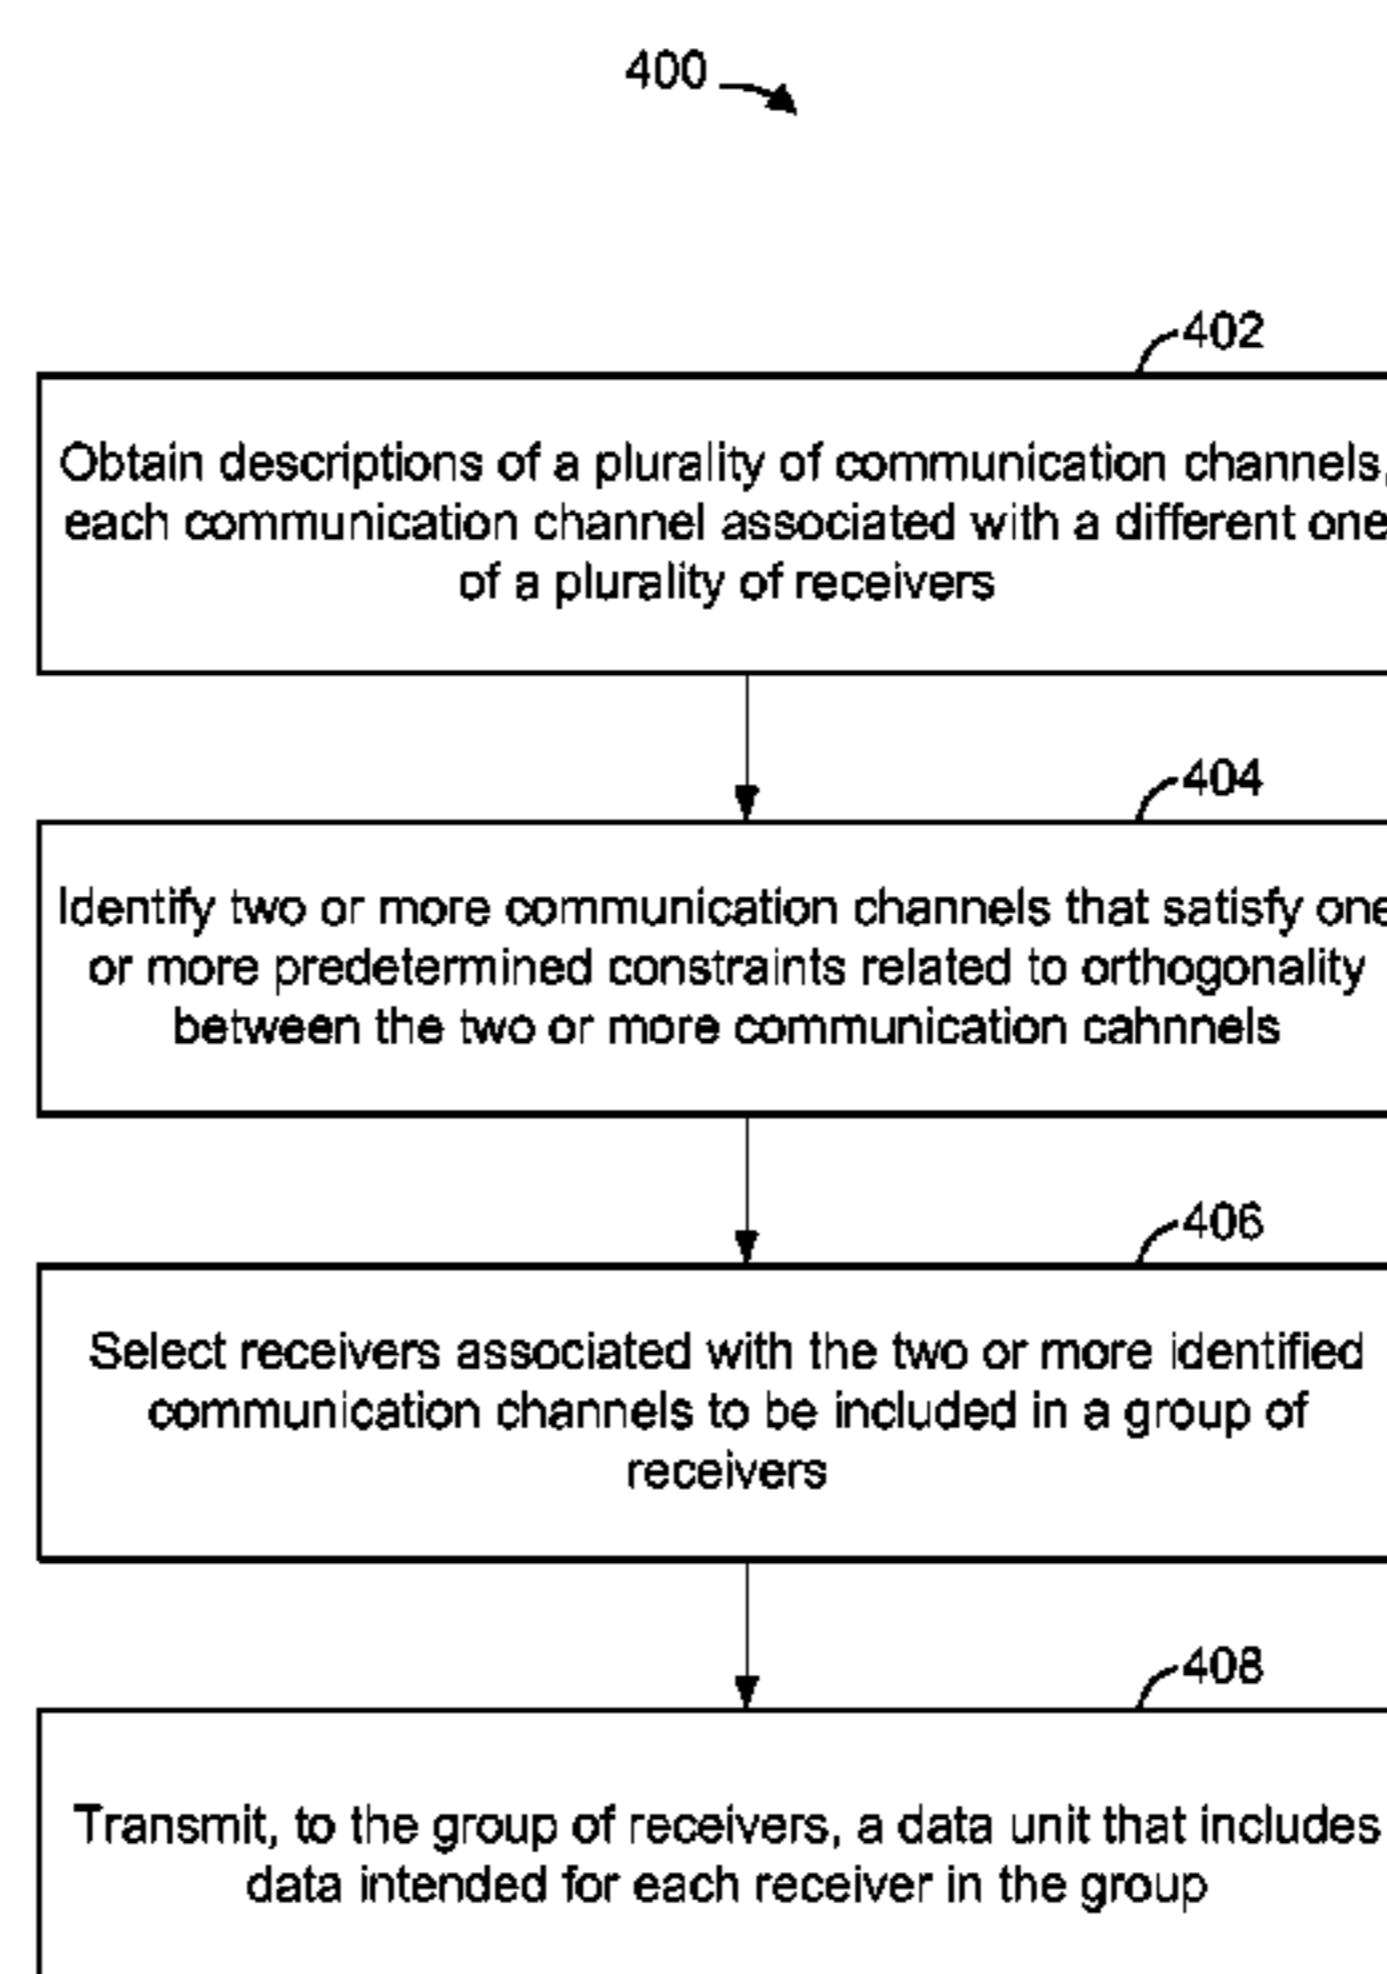 400
402
Obtain descriptions of a plurality of communication channels,
each communication channel associated with a different one
of a plurality of receivers
404
Identify two or more communication channels that satisfy one
or more predetermined constraints related to orthogonality
between the two or more communication cahnnels
406
Select receivers associated with the two or more identified
communication channels to be included in a group of
receivers
408
Transmit, to the group of receivers, a data unit that includes
data intended for each receiver in the group